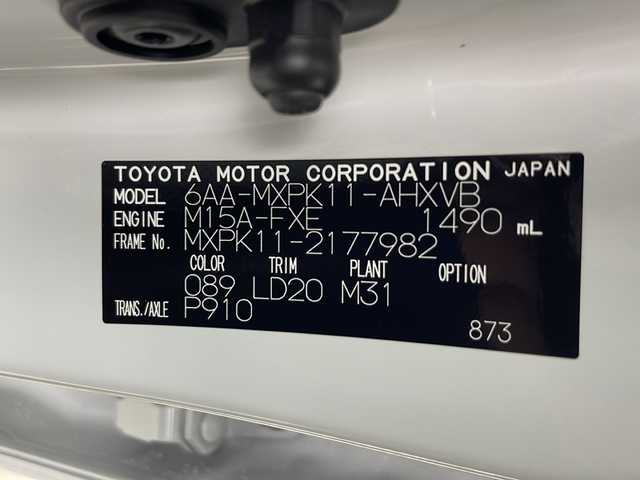 TOYOTA MOTOR CORPORATION JAPAN
MODEL 6AA-MXPK11-AHXVB
ENGINE M15A-FXE 1490 mL
FRAME No. MXPK11-2177982
COLOR TRIM PLANT OPTION
089 LD20 M31
TRANS./AXLE P910
873